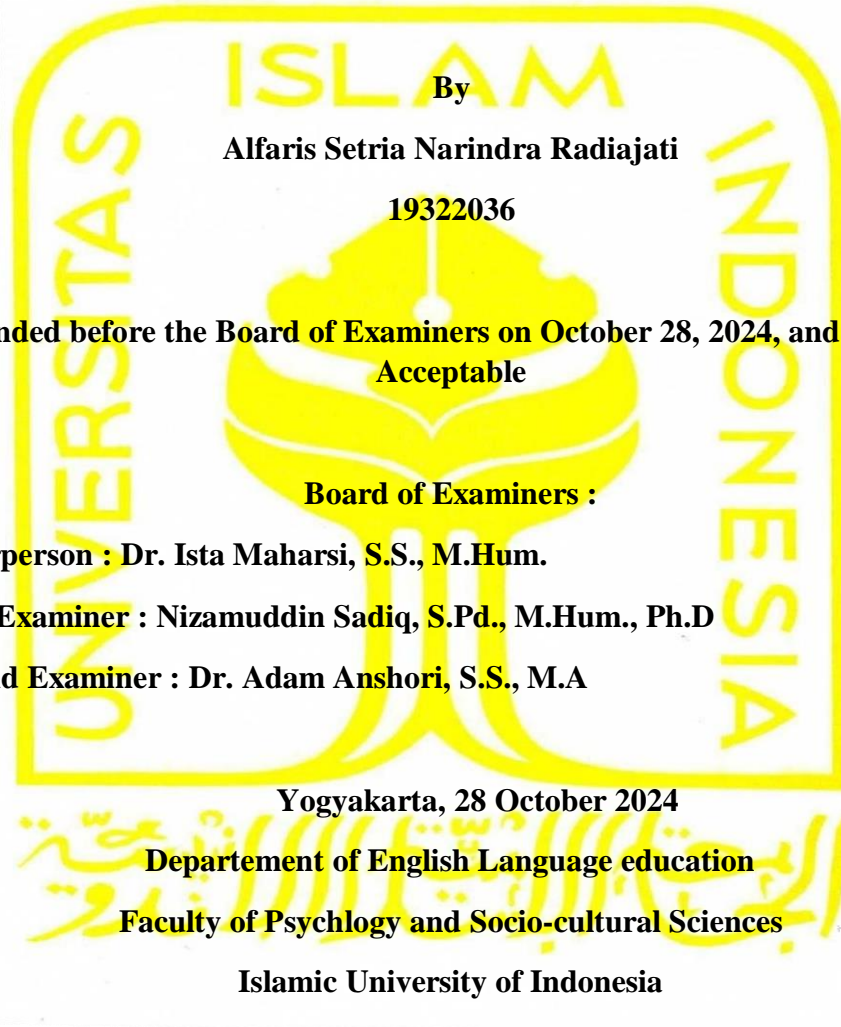 ISLAM
UNIVERSITAS
INDONESIA
By
Alfaris Setria Narindra Radiajati
19322036
nded before the Board of Examiners on October 28, 2024, and
Acceptable
Board of Examiners :
person : Dr. Ista Maharsi, S.S., M.Hum.
Examiner : Nizamuddin Sadiq, S.Pd., M.Hum., Ph.D
d Examiner : Dr. Adam Anshori, S.S., M.A
Yogyakarta, 28 October 2024
Departement of English Language education
Faculty of Psychlogy and Socio-cultural Sciences
Islamic University of Indonesia